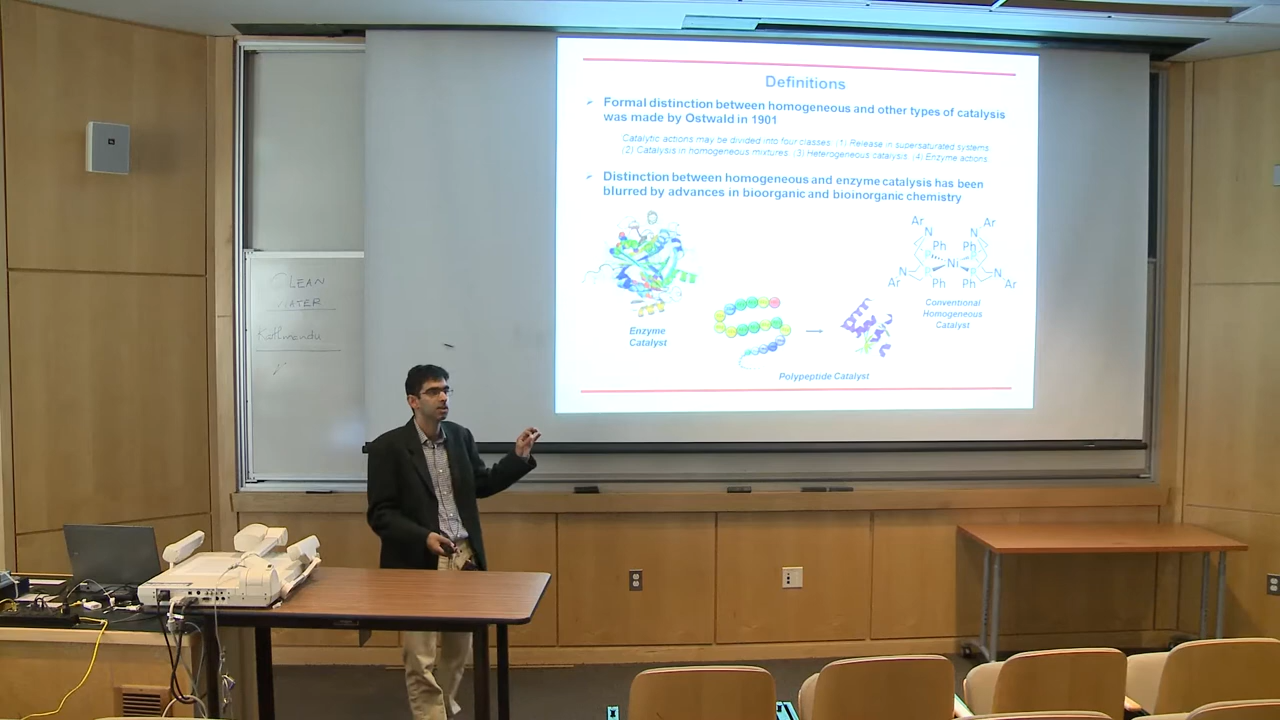 Definitions
Formal distinction between homogeneous and other types of catalysis
was made by Ostwald in 1901
Catalytic actions may be divided into four classes: (1) Release in supersaturated systems.
(2) Catalysis in homogeneous mixtures. (3) Heterogeneous catalysis. (4) Enzyme actions.
Distinction between homogeneous and enzyme catalysis has been
blurred by advances in bioorganic and bioinorganic chemistry
Enzyme
Catalyst
Polypeptide Catalyst
Ar Ar
N N
Ph Ph
P P
Ni
N N
Ar Ar
P P
Ph Ph
Conventional
Homogeneous
Catalyst
CLEAN
WATER
Kathmandu